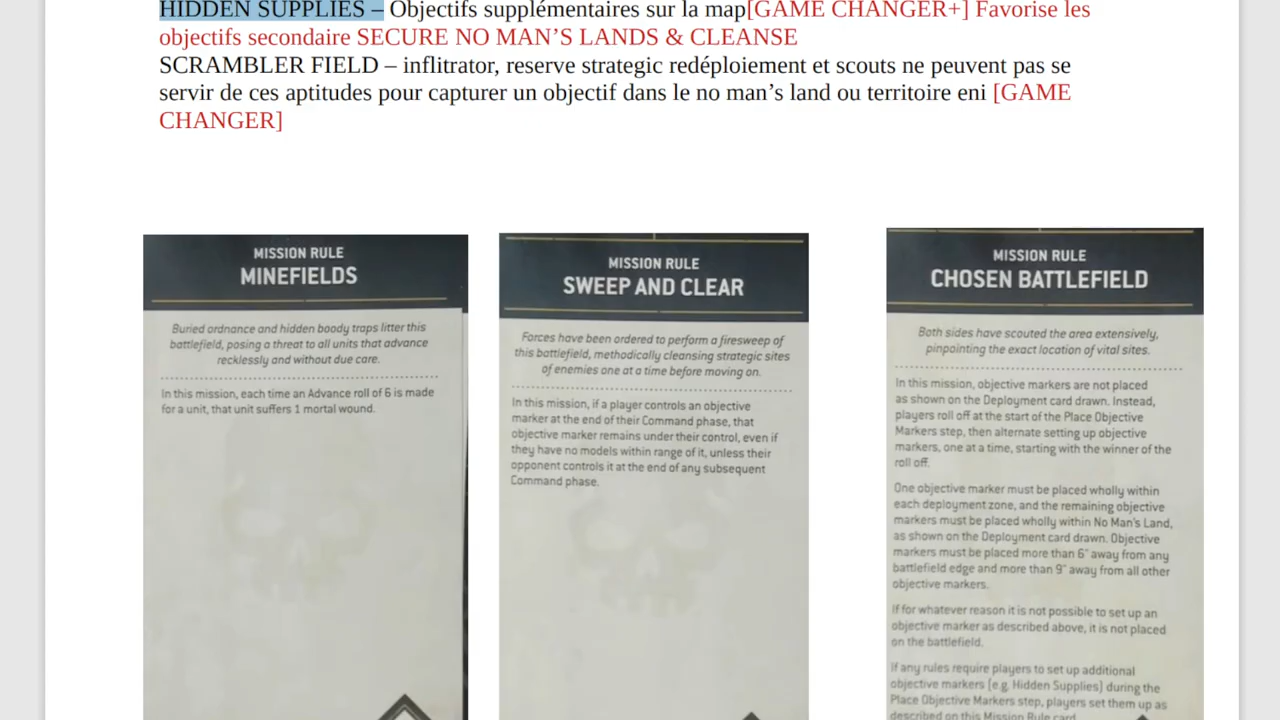 HIDDEN SUPPLIES – Objectifs supplémentaires sur la map[GAME CHANGER+] Favorise les
objectifs secondaire SECURE NO MAN’S LANDS & CLEANSE
SCRAMBLER FIELD – inflitrator, reserve strategic redéploiement et scouts ne peuvent pas se
servir de ces aptitudes pour capturer un objectif dans le no man’s land ou territoire eni [GAME
CHANGER]
MISSION RULE
MINEFIELDS
Buried ordnance and hidden booby traps litter this
battlefield, posing a threat to all units that advance
recklessly and without due care.
In this mission, each time an Advance roll of 6 is made
for a unit, that unit suffers 1 mortal wound.
MISSION RULE
SWEEP AND CLEAR
Forces have been ordered to perform a firesweep of
this battlefield, methodically cleansing strategic sites
of enemies one at a time before moving on.
In this mission, if a player controls an objective
marker at the end of their Command phase, that
objective marker remains under their control, even if
they have no models within range of it, unless their
opponent controls it at the end of any subsequent
Command phase.
MISSION RULE
CHOSEN BATTLEFIELD
Both sides have scouted the area extensively,
pinpointing the exact location of vital sites.
In this mission, objective markers are not placed
as shown on the Deployment card drawn. Instead,
players roll off at the start of the Place Objective
Markers step, then alternate setting up objective
markers, one at a time, starting with the winner of the
roll off.
One objective marker must be placed wholly within
each deployment zone, and the remaining objective
markers must be placed wholly within No Man’s Land,
as shown on the Deployment card drawn. Objective
markers must be placed more than 6" away from any
battlefield edge and more than 9" away from all other
objective markers.
If for whatever reason it is not possible to set up an
objective marker as described above, it is not placed
on the battlefield.
If any rules require players to set up additional
objective markers (e.g. Hidden Supplies) during the
Place Objective Markers step, players set them up as
described on this Mission Rule card.